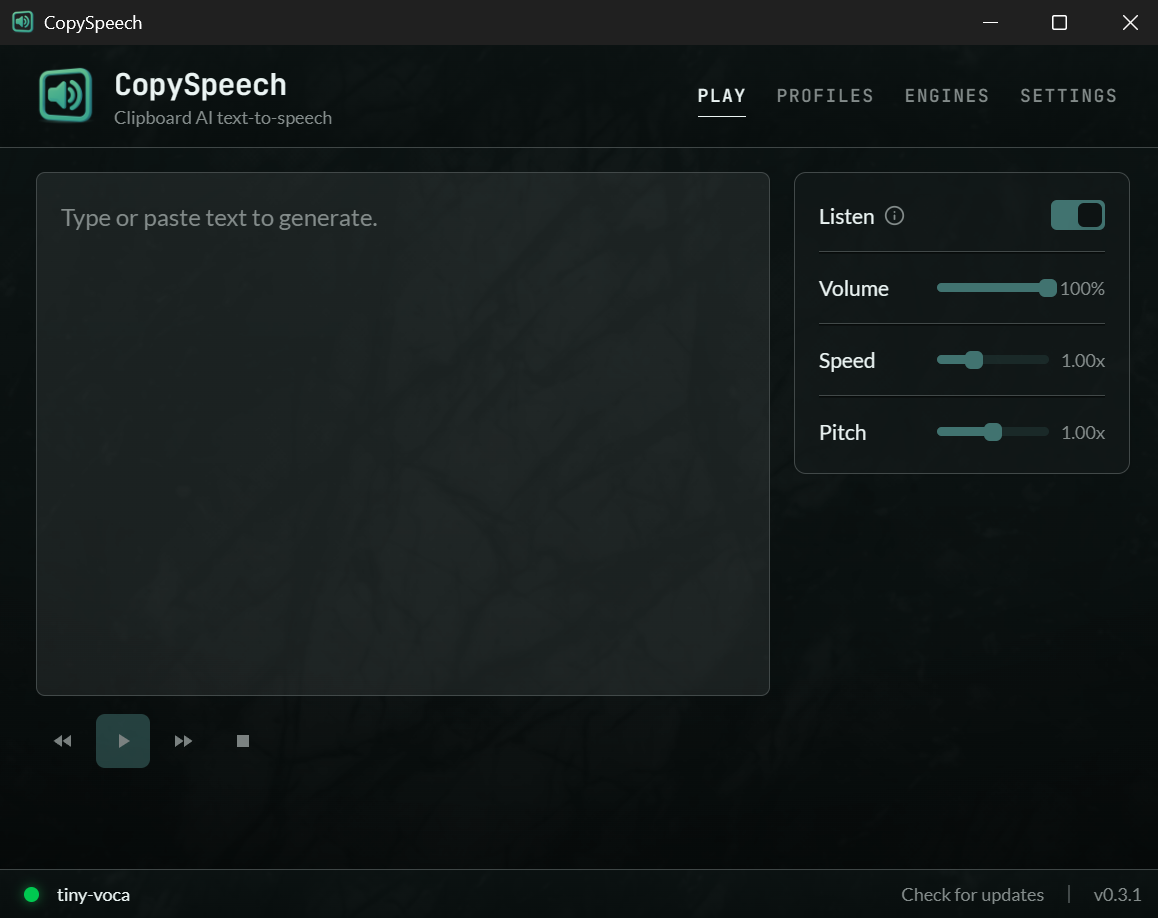 CopySpeech
CopySpeech
Clipboard AI text-to-speech
PLAY PROFILES ENGINES SETTINGS
Type or paste text to generate.
Listen
Volume 100%
Speed 1.00x
Pitch 1.00x
tiny-voca
Check for updates | v0.3.1